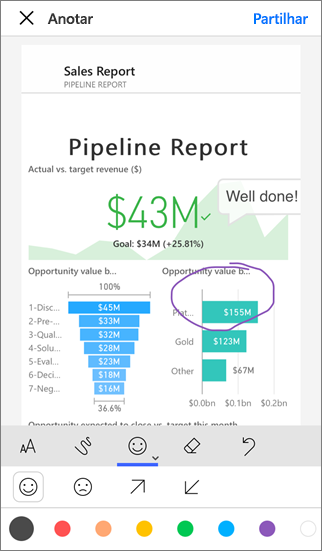 Anotar
Partilhar
Sales Report
PIPELINE REPORT
Pipeline Report
Actual vs. target revenue ($)
Well done!
$43M
Goal: $34M (+25.81%)
Opportunity value b...
100%
1-Disc... $45M
2-Pre-... $33M
3-Qual... $32M
4-Solu... $28M
5-Eval... $23M
6-Deci... $18M
7-Neg... $16M
36.6%
Opportunity value b...
Plat... $155M
Gold $123M
Other $67M
$0.0bn $0.1bn $0.2bn
Opportunity expected to close vs. target this month
AA